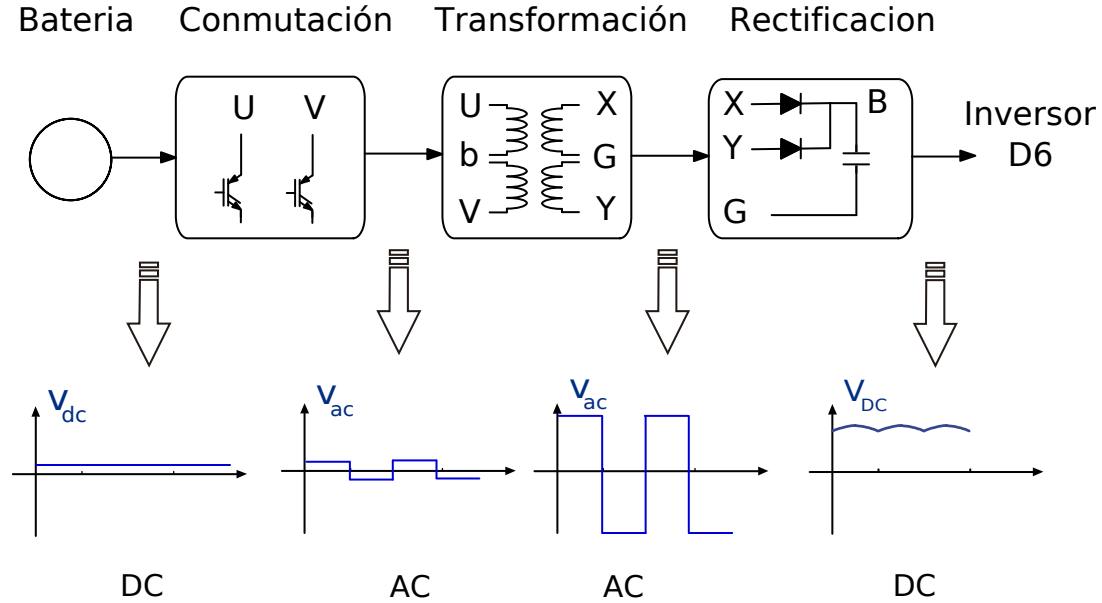 Bateria Conmutación Transformación Rectificacion
U V
U X
b G
V Y
X B
Y
G
Inversor
D6
Vdc
Vac
Vac
VDC
DC AC AC DC